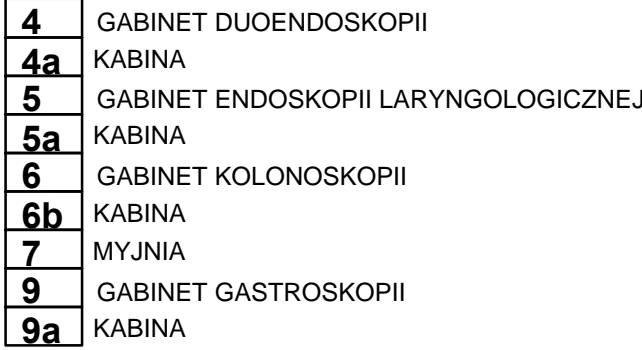 4 GABINET DUOENDOSKOPII
4a KABINA
5 GABINET ENDOSKOPII LARYNGOLOGICZNEJ
5a KABINA
6 GABINET KOLONOSKOPII
6b KABINA
7 MYJNIA
9 GABINET GASTROSKOPII
9a KABINA